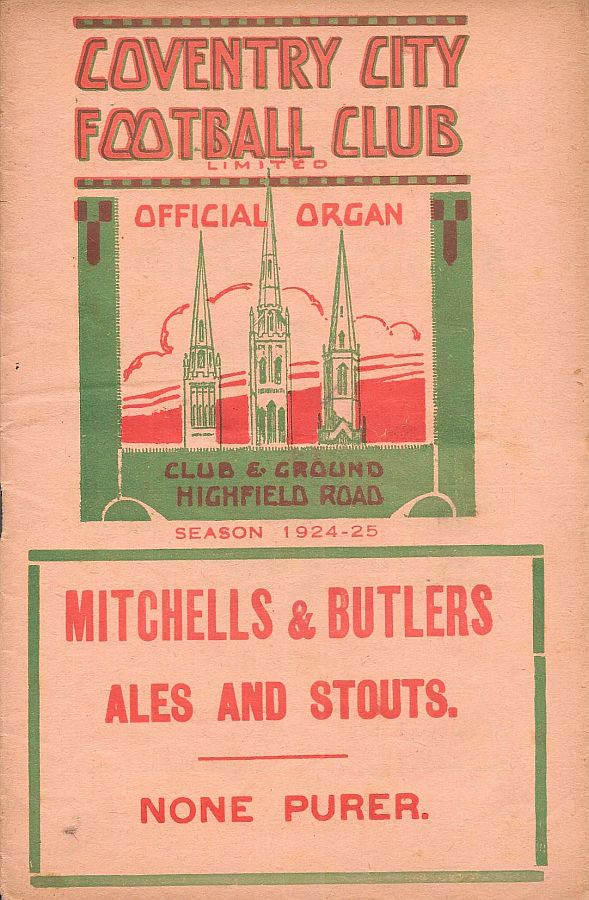 COVENTRY CITY
FOOTBALL CLUB
LIMITED
OFFICIAL ORGAN
CLUB & GROUND
HIGHFIELD ROAD
SEASON 1924-25
MITCHELLS & BUTLERS
ALES AND STOUTS.
NONE PURER.